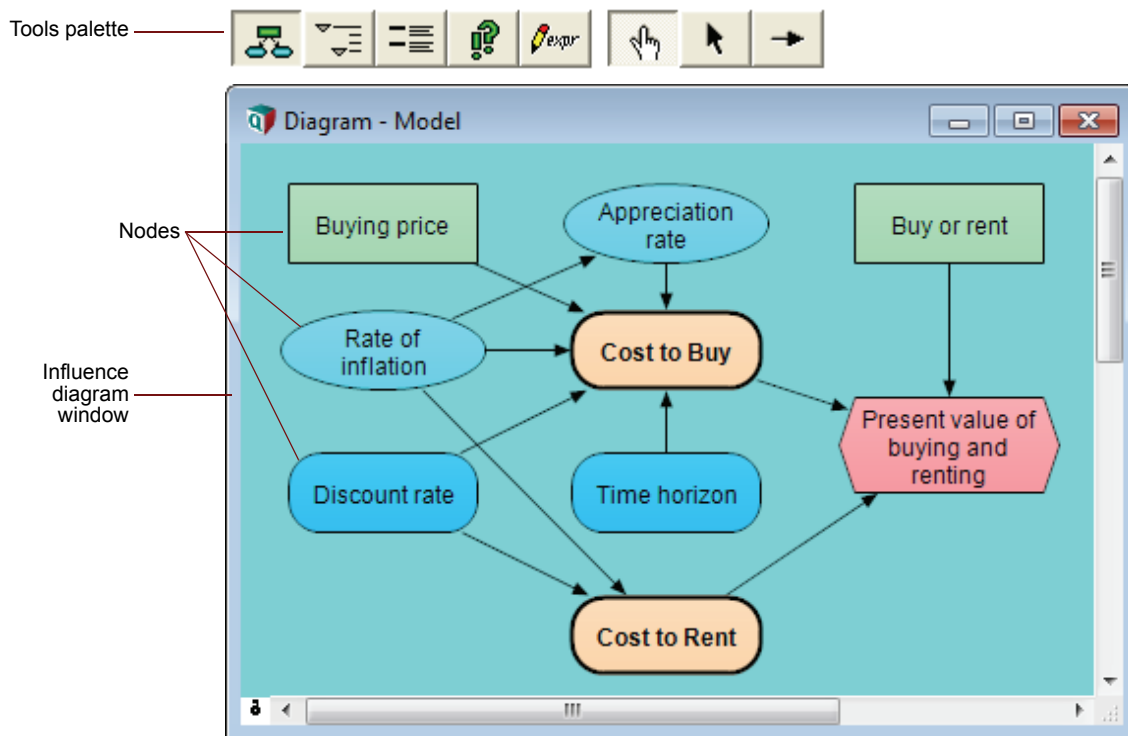 Tools palette
expr
Diagram - Model
Nodes
Buying price
Appreciation
rate
Buy or rent
Rate of
inflation
Cost to Buy
Influence
diagram
window
Present value of
buying and
renting
Discount rate
Time horizon
Cost to Rent